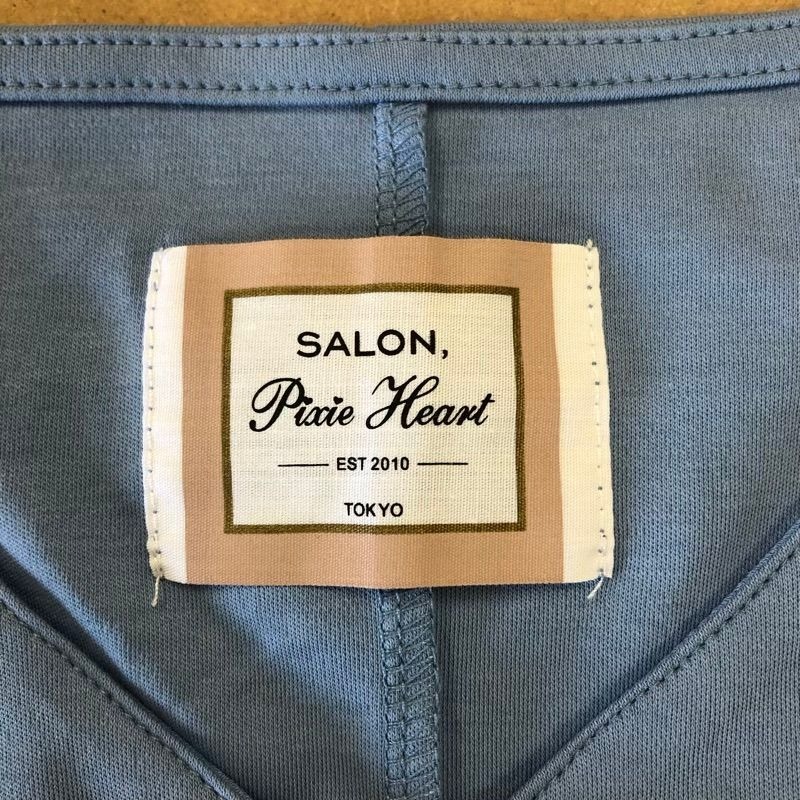 SALON,
Pixie Heart
EST 2010
TOKYO